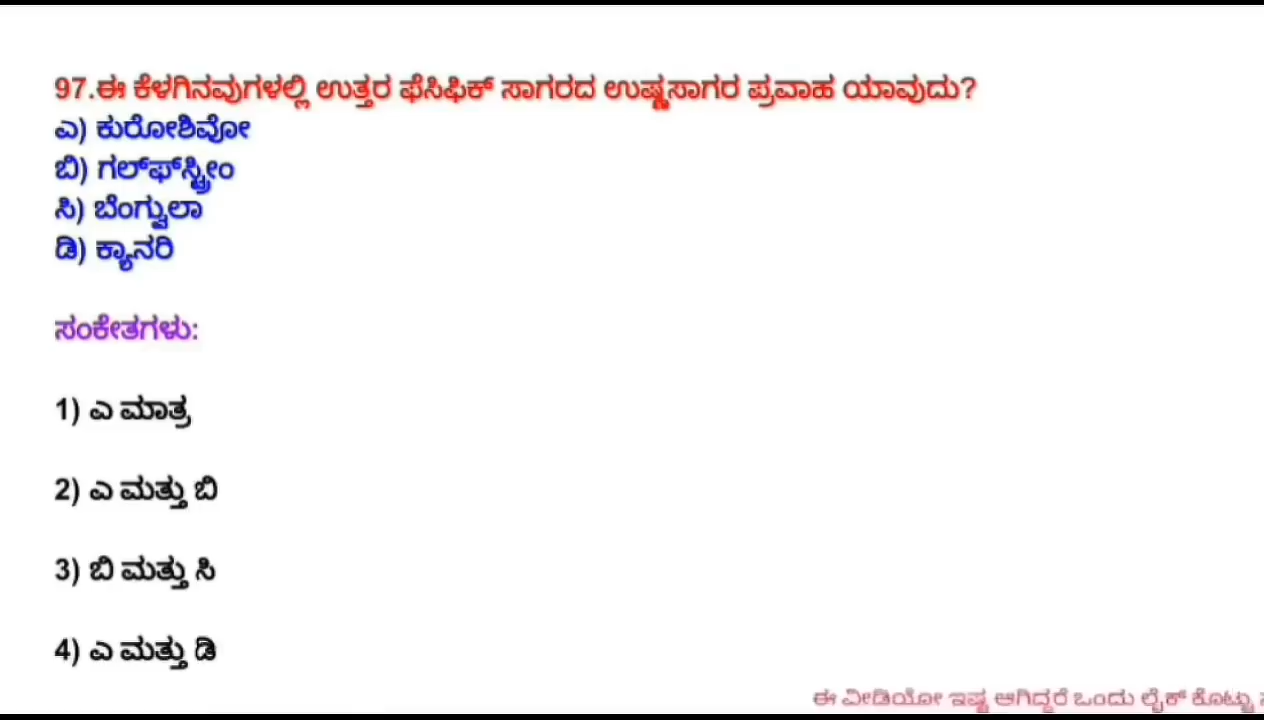 97.ಈ ಕೆಳಗಿನವುಗಳಲ್ಲಿ ಉತ್ತರ ಫೆಸಿಫಿಕ್ ಸಾಗರದ ಉಷ್ಣಸಾಗರ ಪ್ರವಾಹ ಯಾವುದು?
ಎ) ಕುರೋಶಿವೋ
ಬಿ) ಗಲ್ಫ್‌ಸ್ಟ್ರೀಂ
ಸಿ) ಬೆಂಗ್ವುಲಾ
ಡಿ) ಕ್ಯಾನರಿ
ಸಂಕೇತಗಳು:
1) ಎ ಮಾತ್ರ
2) ಎ ಮತ್ತು ಬಿ
3) ಬಿ ಮತ್ತು ಸಿ
4) ಎ ಮತ್ತು ಡಿ
ಈ ವೀಡಿಯೋ ಇಷ್ಟ ಆಗಿದ್ದರೆ ಒಂದು ಲೈಕ್ ಕೊಟ್ಟು